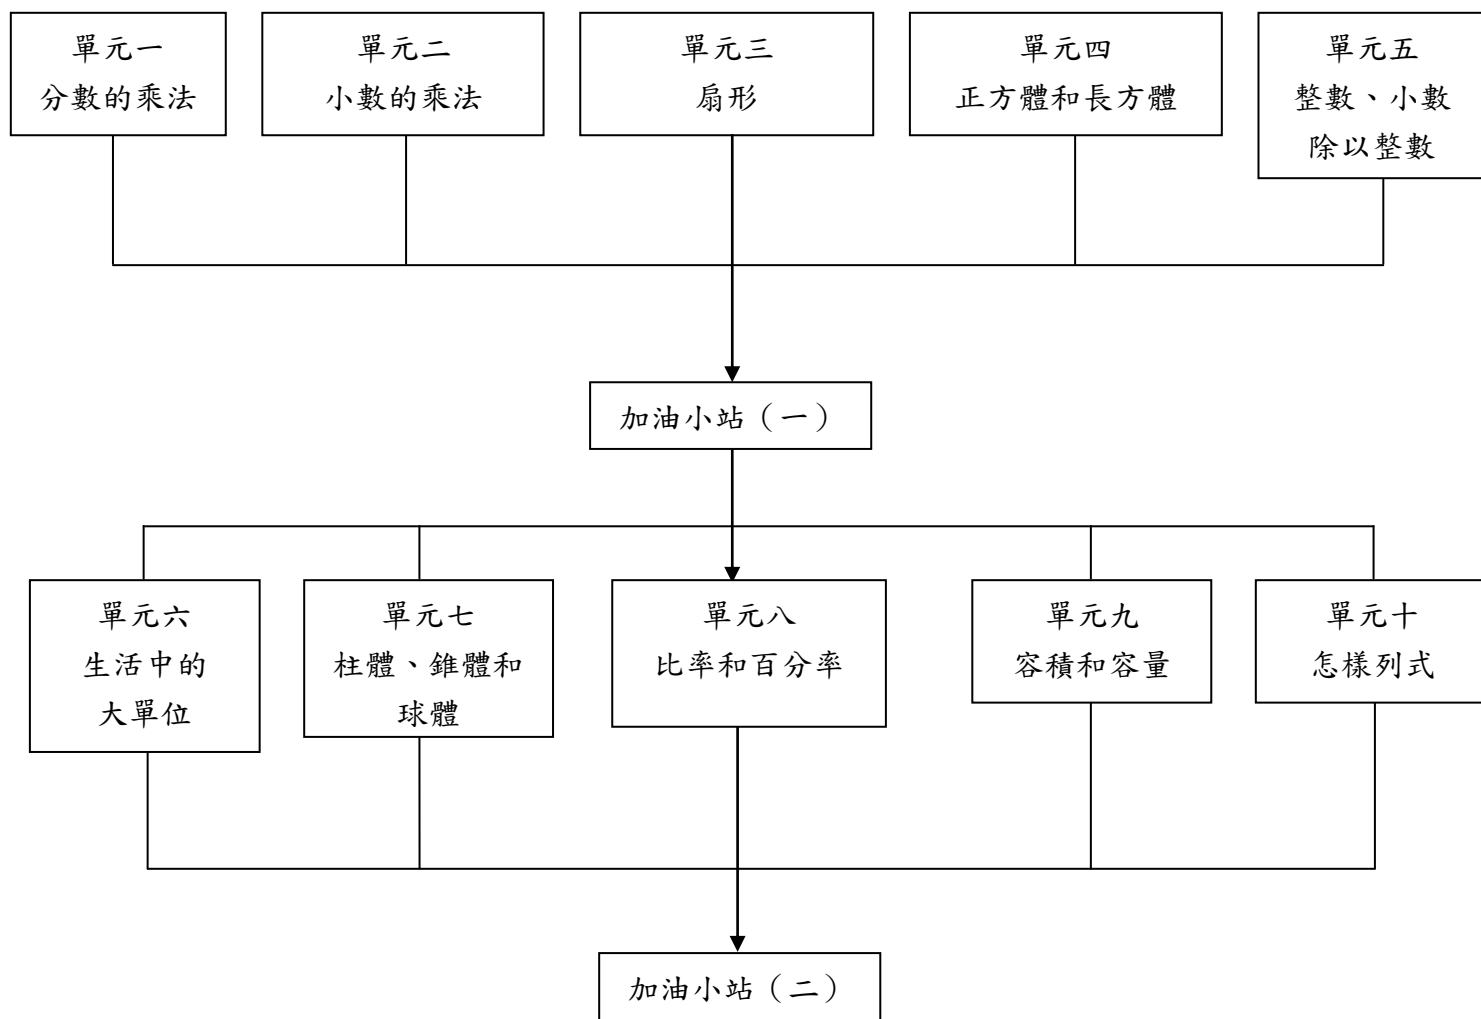 單元一
分數的乘法
單元二
小數的乘法
單元三
扇形
單元四
正方體和長方體
單元五
整數、小數
除以整數
加油小站（一）
單元六
生活中的
大單位
單元七
柱體、錐體和
球體
單元八
比率和百分率
單元九
容積和容量
單元十
怎樣列式
加油小站（二）